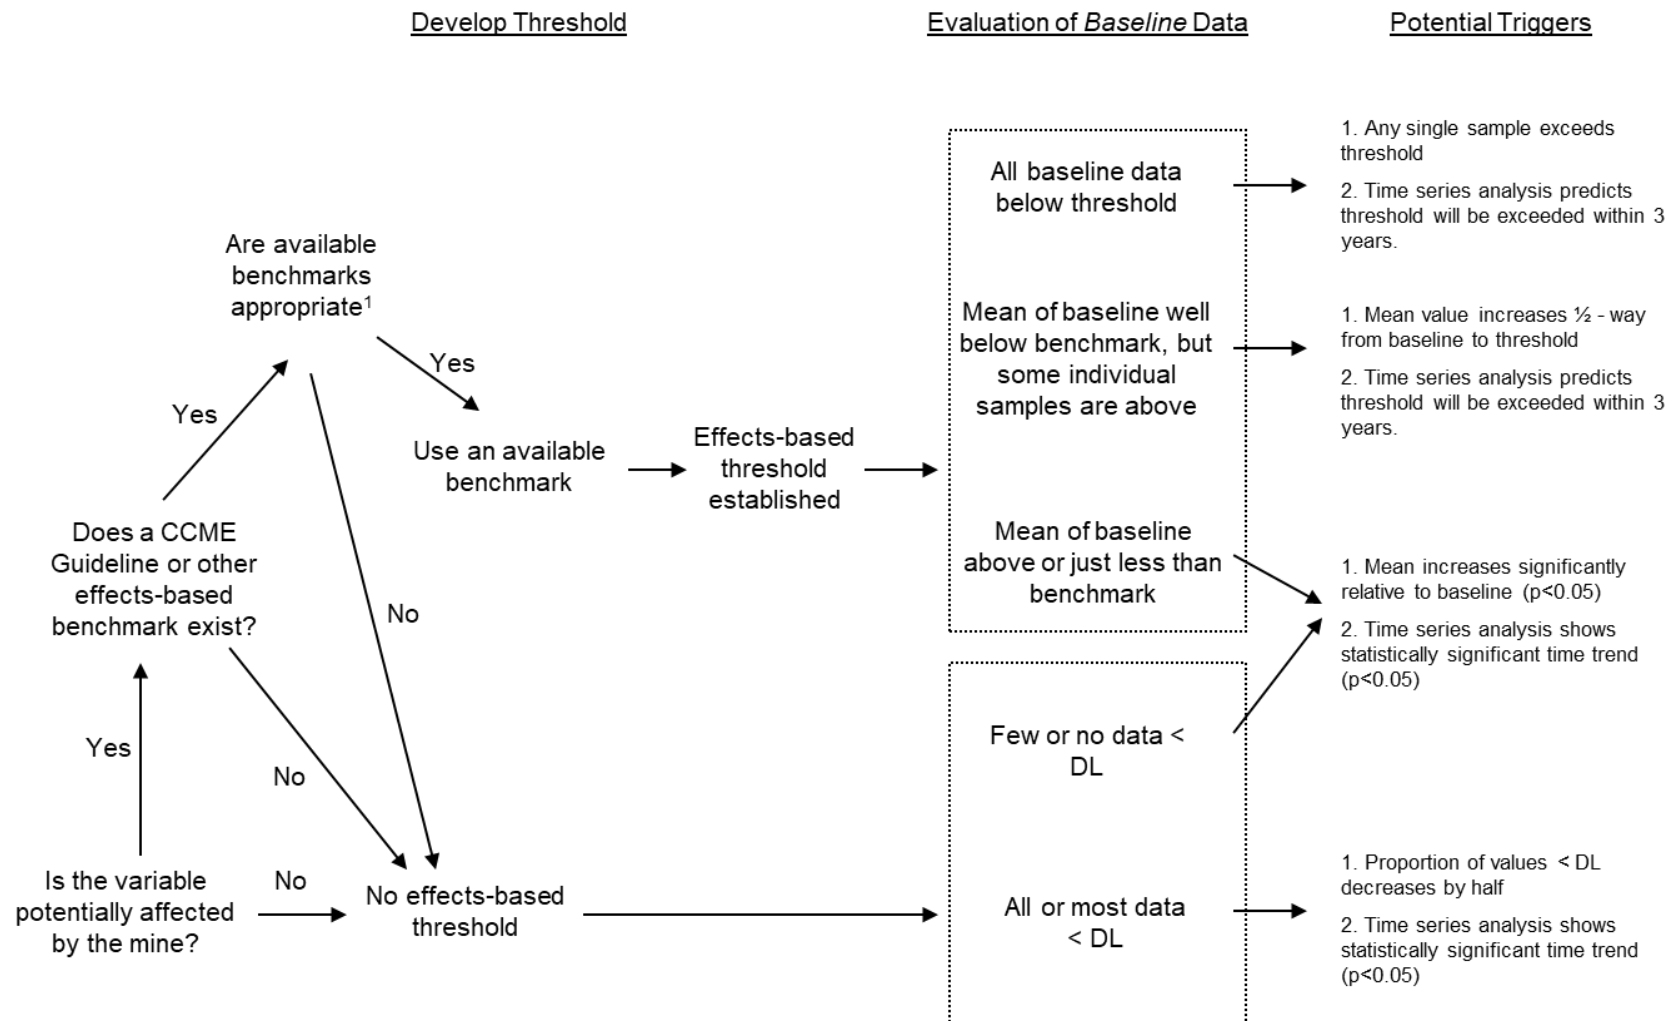 Develop Threshold
Evaluation of Baseline Data
Potential Triggers
Are available
benchmarks
appropriate¹
Yes
Yes
Use an available
benchmark
Effects-based
threshold
established
Does a CCME
Guideline or other
effects-based
benchmark exist?
No
No
Yes
Is the variable
potentially affected
by the mine?
No
No effects-based
threshold
All baseline data
below threshold
Mean of baseline well
below benchmark, but
some individual
samples are above
Mean of baseline
above or just less than
benchmark
Few or no data <
DL
All or most data
< DL
1. Any single sample exceeds
threshold
2. Time series analysis predicts
threshold will be exceeded within 3
years.
1. Mean value increases ½ - way
from baseline to threshold
2. Time series analysis predicts
threshold will be exceeded within 3
years.
1. Mean increases significantly
relative to baseline (p<0.05)
2. Time series analysis shows
statistically significant time trend
(p<0.05)
1. Proportion of values < DL
decreases by half
2. Time series analysis shows
statistically significant time trend
(p<0.05)